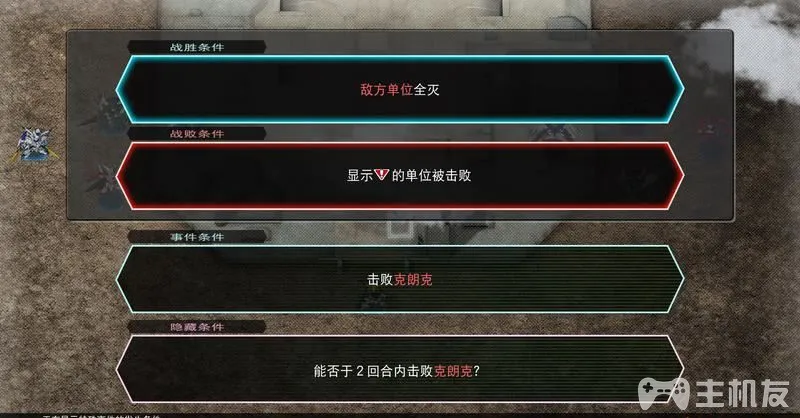 战胜条件
敌方单位全灭
战败条件
显示 的单位被击败
事件条件
击败克朗克
隐藏条件
能否于2回合内击败克朗克?
主机友